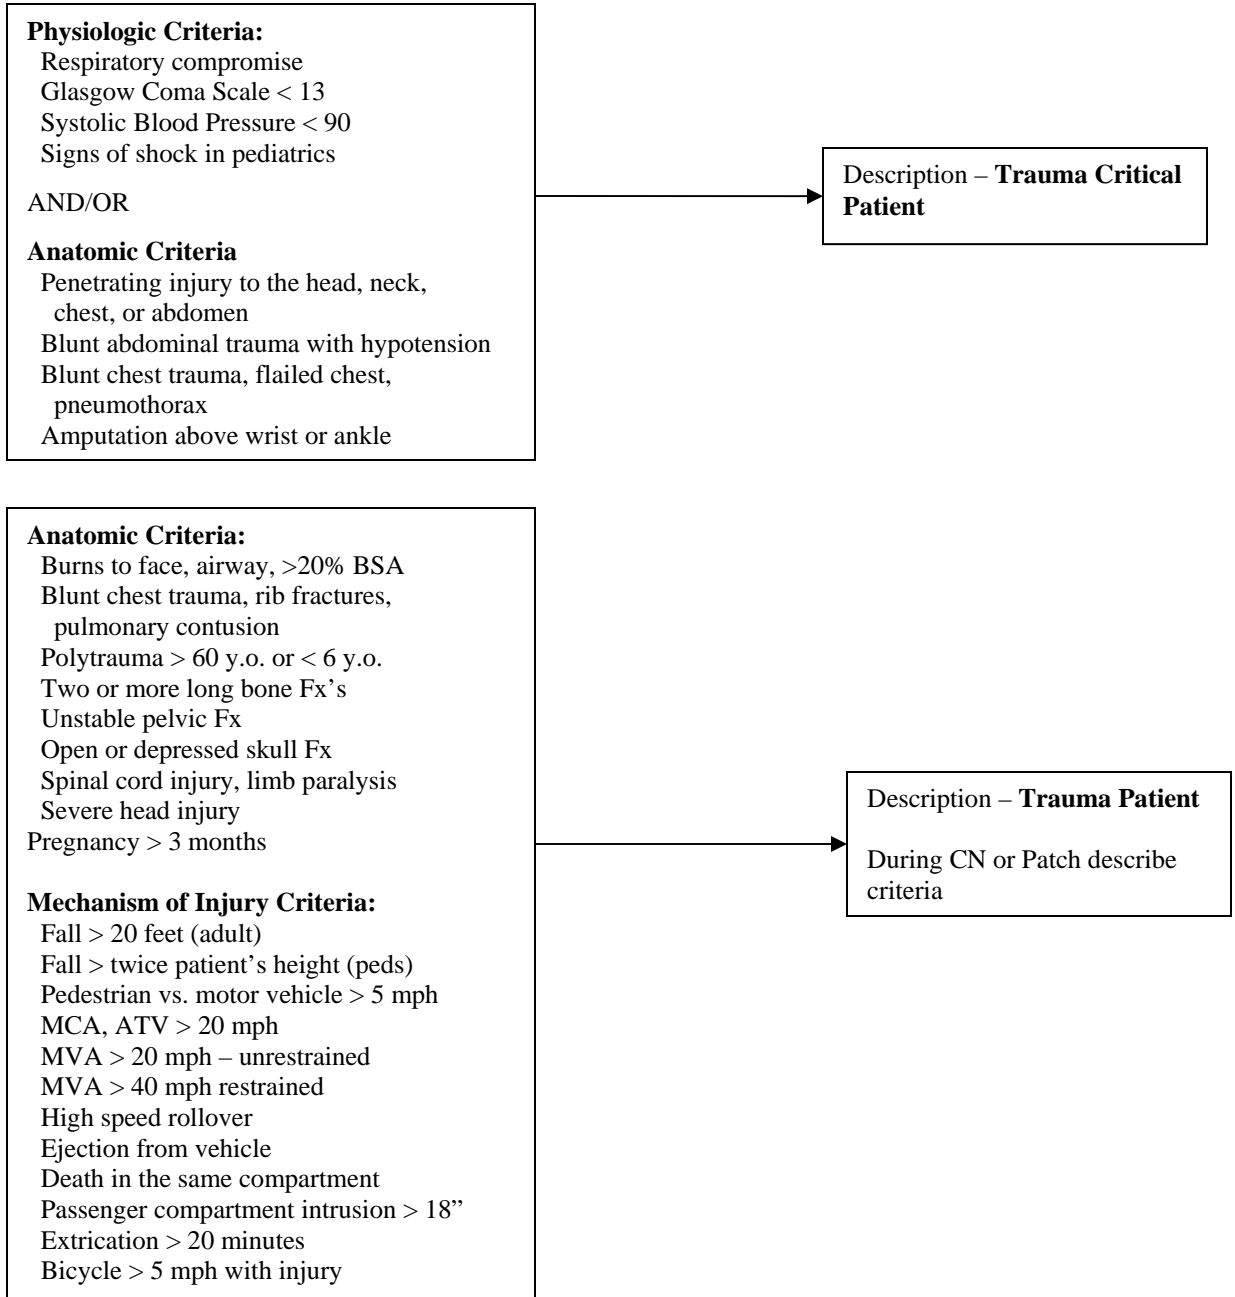 Physiologic Criteria:
Respiratory compromise
Glasgow Coma Scale < 13
Systolic Blood Pressure < 90
Signs of shock in pediatrics
AND/OR
Anatomic Criteria
Penetrating injury to the head, neck,
chest, or abdomen
Blunt abdominal trauma with hypotension
Blunt chest trauma, flailed chest,
pneumothorax
Amputation above wrist or ankle
Description – Trauma Critical
Patient
Anatomic Criteria:
Burns to face, airway, >20% BSA
Blunt chest trauma, rib fractures,
pulmonary contusion
Polytrauma > 60 y.o. or < 6 y.o.
Two or more long bone Fx’s
Unstable pelvic Fx
Open or depressed skull Fx
Spinal cord injury, limb paralysis
Severe head injury
Pregnancy > 3 months
Mechanism of Injury Criteria:
Fall > 20 feet (adult)
Fall > twice patient’s height (peds)
Pedestrian vs. motor vehicle > 5 mph
MCA, ATV > 20 mph
MVA > 20 mph – unrestrained
MVA > 40 mph restrained
High speed rollover
Ejection from vehicle
Death in the same compartment
Passenger compartment intrusion > 18”
Extrication > 20 minutes
Bicycle > 5 mph with injury
Description – Trauma Patient
During CN or Patch describe
criteria